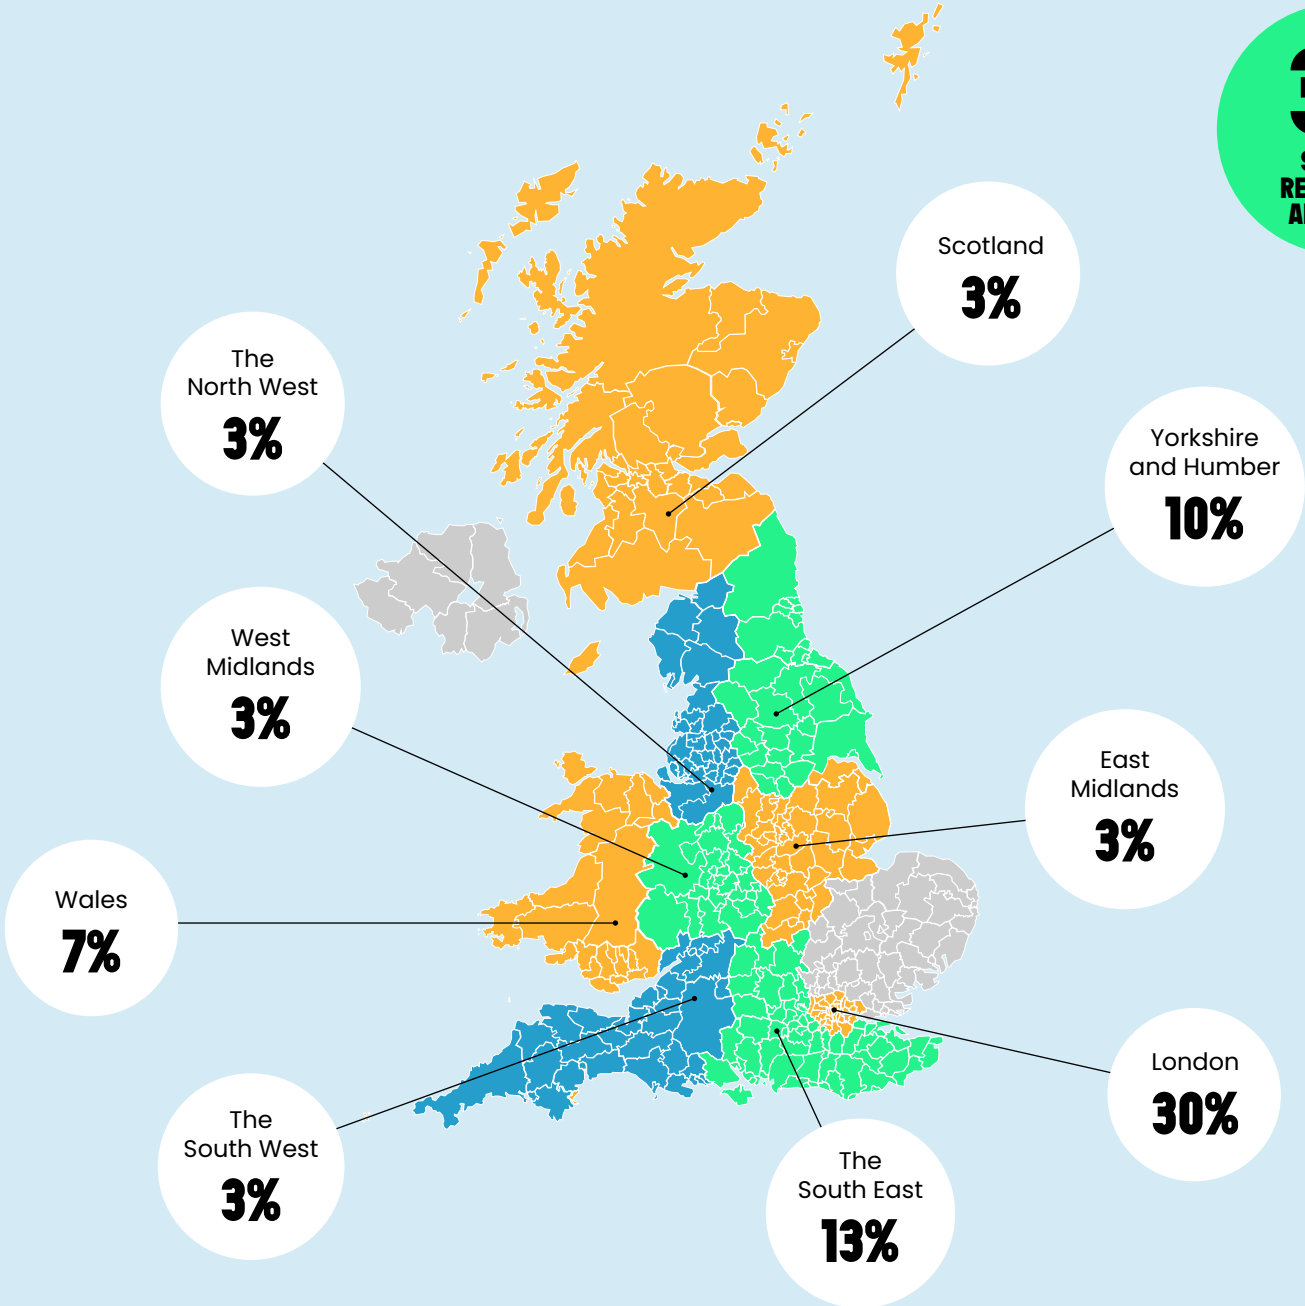 Scotland
3%
The
North West
3%
Yorkshire
and Humber
10%
West
Midlands
3%
East
Midlands
3%
Wales
7%
London
30%
The
South West
3%
The
South East
13%